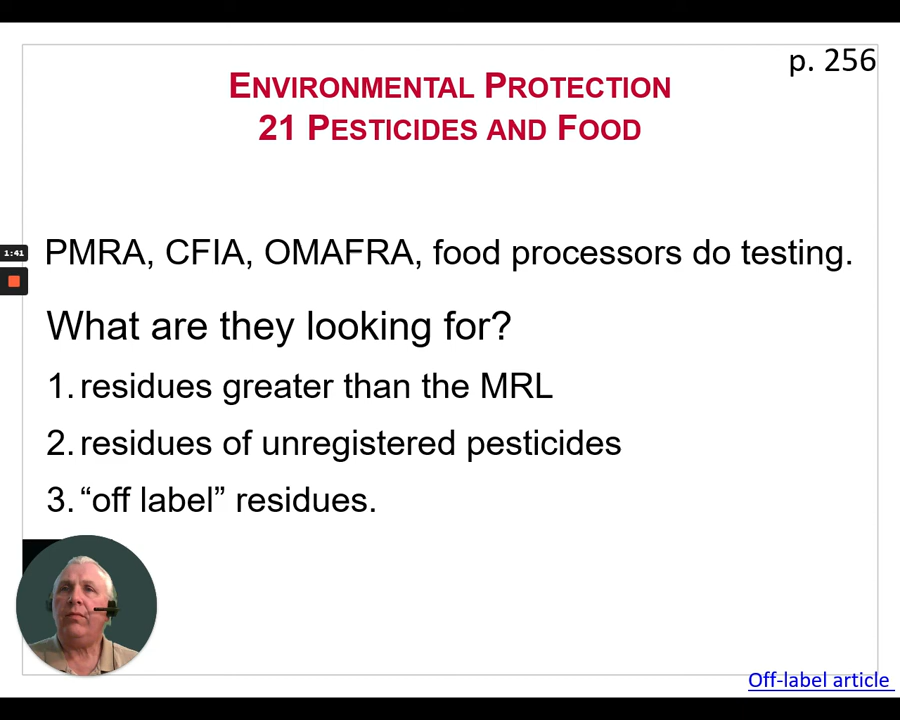 p. 256
ENVIRONMENTAL PROTECTION
21 PESTICIDES AND FOOD
1:41
PMRA, CFIA, OMAFRA, food processors do testing.
What are they looking for?
1. residues greater than the MRL
2. residues of unregistered pesticides
3. “off label” residues.
Off-label article